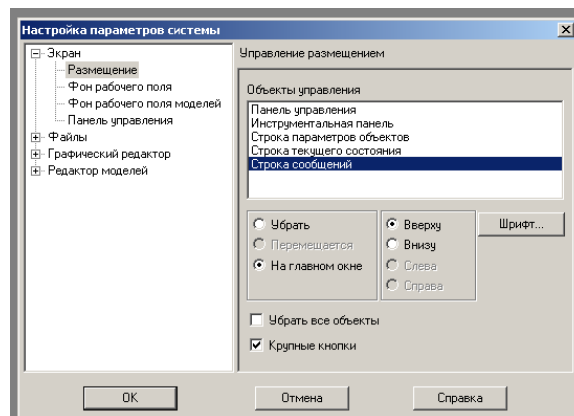 Настройка параметров системы
Экран
Размещение
Фон рабочего поля
Фон рабочего поля моделей
Панель управления
Файлы
Графический редактор
Редактор моделей
Управление размещением
Объекты управления
Панель управления
Инструментальная панель
Строка параметров объектов
Строка текущего состояния
Строка сообщений
Убрать
Перемещается
На главном окне
Вверху
Внизу
Слева
Справа
Шрифт...
Убрать все объекты
Крупные кнопки
OK
Отмена
Справка